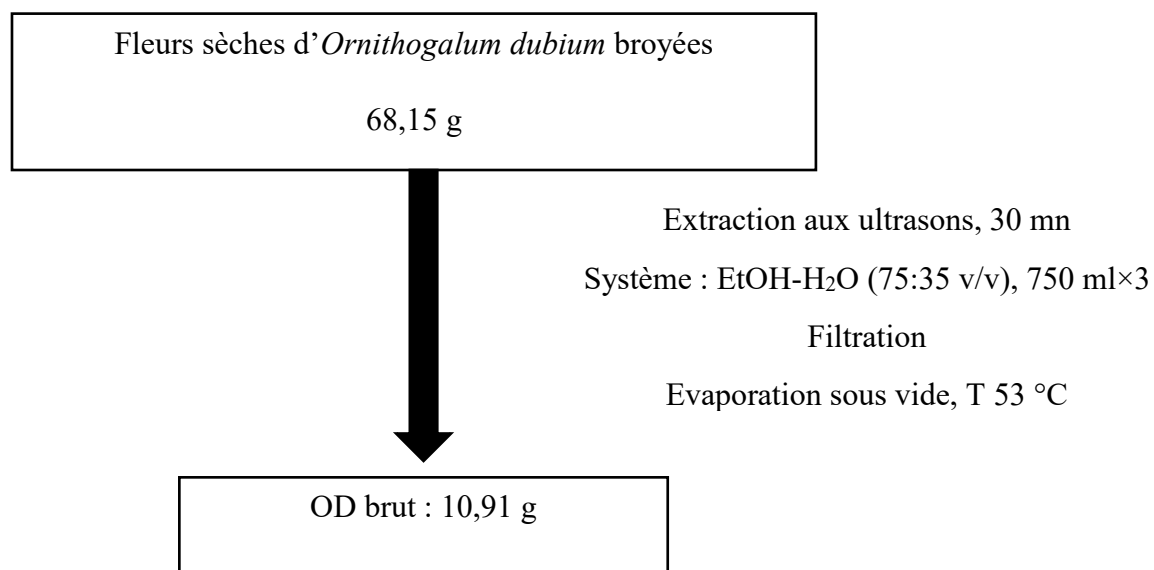 Fleurs sèches d’Ornithogalum dubium broyées
68,15 g
Extraction aux ultrasons, 30 mn
Système : EtOH-H₂O (75:35 v/v), 750 ml×3
Filtration
Evaporation sous vide, T 53 °C
OD brut : 10,91 g